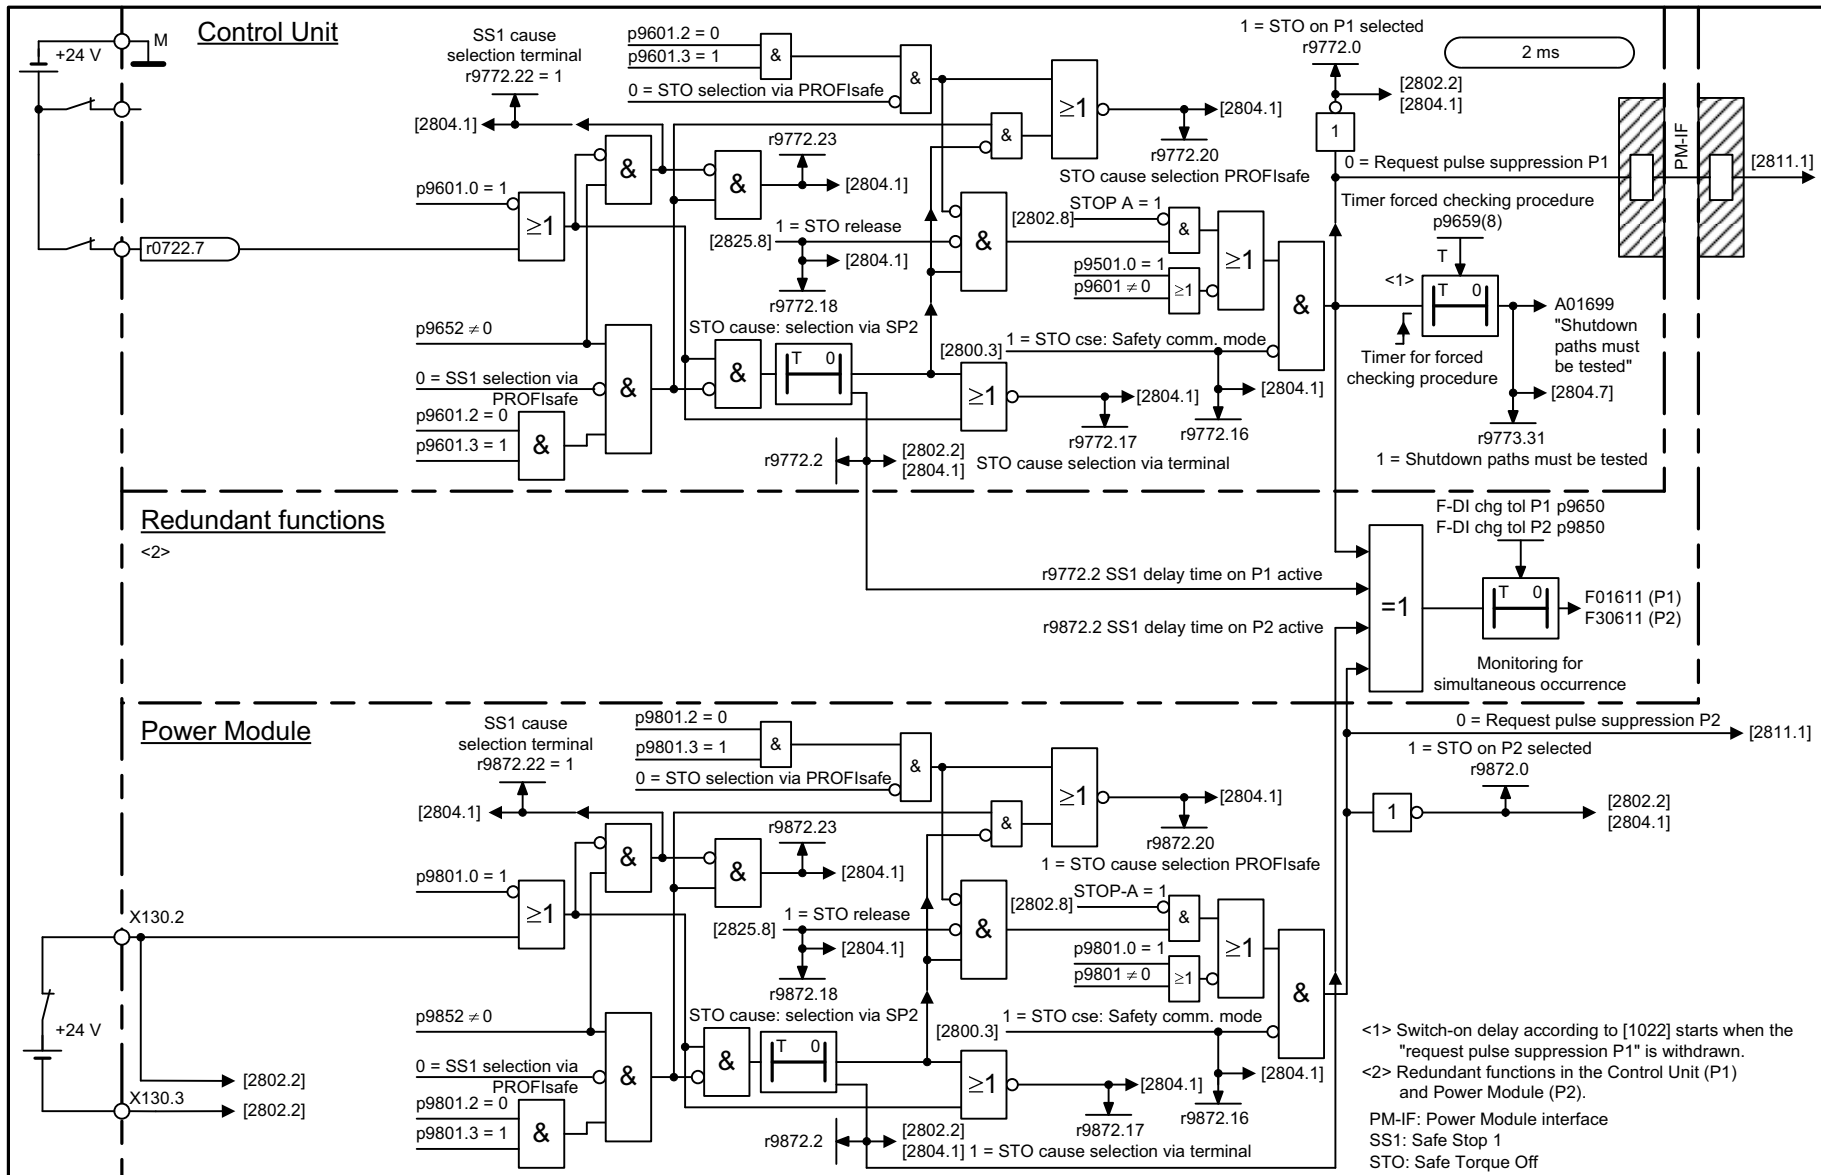 Control Unit
+24 V
M
SS1 cause
selection terminal
r9772.22 = 1
[2804.1]
p9601.2 = 0
p9601.3 = 1
&
0 = STO selection via PROFIsafe
&
≥1
&
[2804.1]
r9772.20
STO cause selection PROFIsafe
1 = STO on P1 selected
r9772.0
[2802.2]
[2804.1]
1
2 ms
0 = Request pulse suppression P1
PM-IF
[2811.1]
p9601.0 = 1
r0722.7
≥1
&
&
r9772.23
[2804.1]
1 = STO release
[2825.8]
[2804.1]
r9772.18
STO cause: selection via SP2
&
[2802.8]
STOP A = 1
&
p9501.0 = 1
p9601 ≠ 0
≥1
≥1
&
Timer forced checking procedure
p9659(8)
T
<1>
T 0
Timer for forced
checking procedure
A01699
"Shutdown
paths must
be tested"
[2804.7]
r9773.31
1 = Shutdown paths must be tested
p9652 ≠ 0
0 = SS1 selection via
PROFIsafe
p9601.2 = 0
p9601.3 = 1
&
&
&
T 0
[2800.3]
1 = STO cse: Safety comm. mode
[2804.1]
r9772.16
≥1
[2804.1]
r9772.17
STO cause selection via terminal
r9772.2
[2802.2]
[2804.1]
Redundant functions
<2>
r9772.2 SS1 delay time on P1 active
r9872.2 SS1 delay time on P2 active
=1
F-DI chg tol P1 p9650
F-DI chg tol P2 p9850
T 0
F01611 (P1)
F30611 (P2)
Monitoring for
simultaneous occurrence
Power Module
SS1 cause
selection terminal
r9872.22 = 1
[2804.1]
p9801.2 = 0
p9801.3 = 1
&
0 = STO selection via PROFIsafe
&
≥1
&
[2804.1]
r9872.20
1 = STO cause selection PROFIsafe
0 = Request pulse suppression P2
[2811.1]
1 = STO on P2 selected
r9872.0
1
[2802.2]
[2804.1]
p9801.0 = 1
X130.2
≥1
&
&
r9872.23
[2804.1]
1 = STO release
[2825.8]
[2804.1]
r9872.18
STO cause: selection via SP2
&
[2802.8]
STOP-A = 1
&
p9801.0 = 1
p9801 ≠ 0
≥1
≥1
&
+24 V
X130.3
[2802.2]
[2802.2]
p9852 ≠ 0
0 = SS1 selection via
PROFIsafe
p9801.2 = 0
p9801.3 = 1
&
&
&
T 0
[2800.3]
1 = STO cse: Safety comm. mode
[2804.1]
r9872.16
≥1
[2804.1]
r9872.17
r9872.2
[2802.2]
[2804.1]
1 = STO cause selection via terminal
<1> Switch-on delay according to [1022] starts when the
"request pulse suppression P1" is withdrawn.
<2> Redundant functions in the Control Unit (P1)
and Power Module (P2).
PM-IF: Power Module interface
SS1: Safe Stop 1
STO: Safe Torque Off